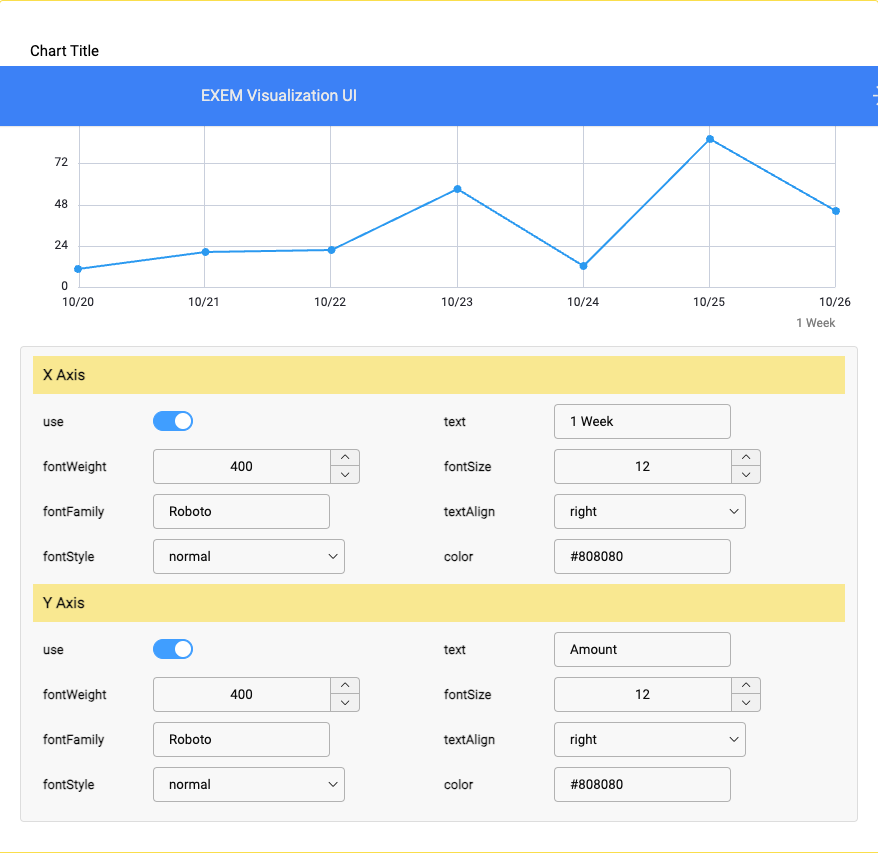 Chart Title
EXEM Visualization UI
72
48
24
0
10/20 10/21 10/22 10/23 10/24 10/25 10/26
1 Week
X Axis
use text 1 Week
fontWeight 400 fontSize 12
fontFamily Roboto textAlign right
fontStyle normal color #808080
Y Axis
use text Amount
fontWeight 400 fontSize 12
fontFamily Roboto textAlign right
fontStyle normal color #808080